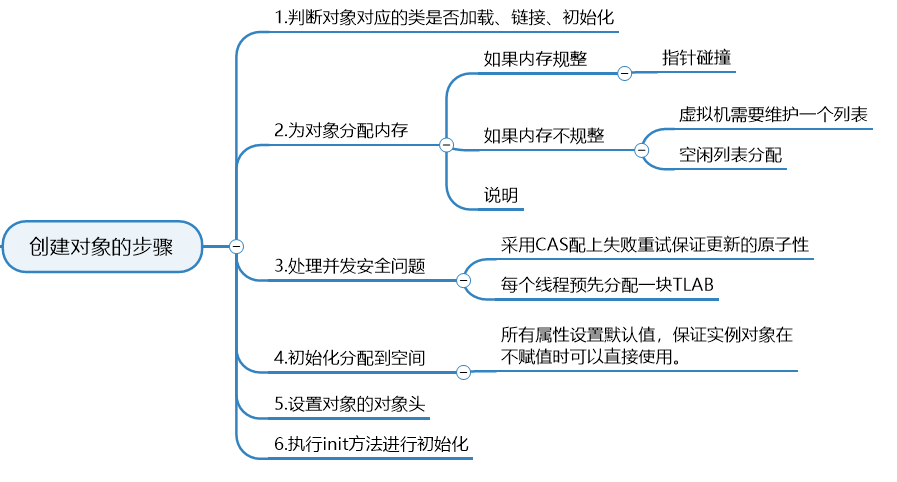 创建对象的步骤
1.判断对象对应的类是否加载、链接、初始化
2.为对象分配内存
如果内存规整
指针碰撞
如果内存不规整
虚拟机需要维护一个列表
空闲列表分配
说明
3.处理并发安全问题
采用CAS配上失败重试保证更新的原子性
每个线程预先分配一块TLAB
4.初始化分配到空间
所有属性设置默认值，保证实例对象在
不赋值时可以直接使用。
5.设置对象的对象头
6.执行init方法进行初始化